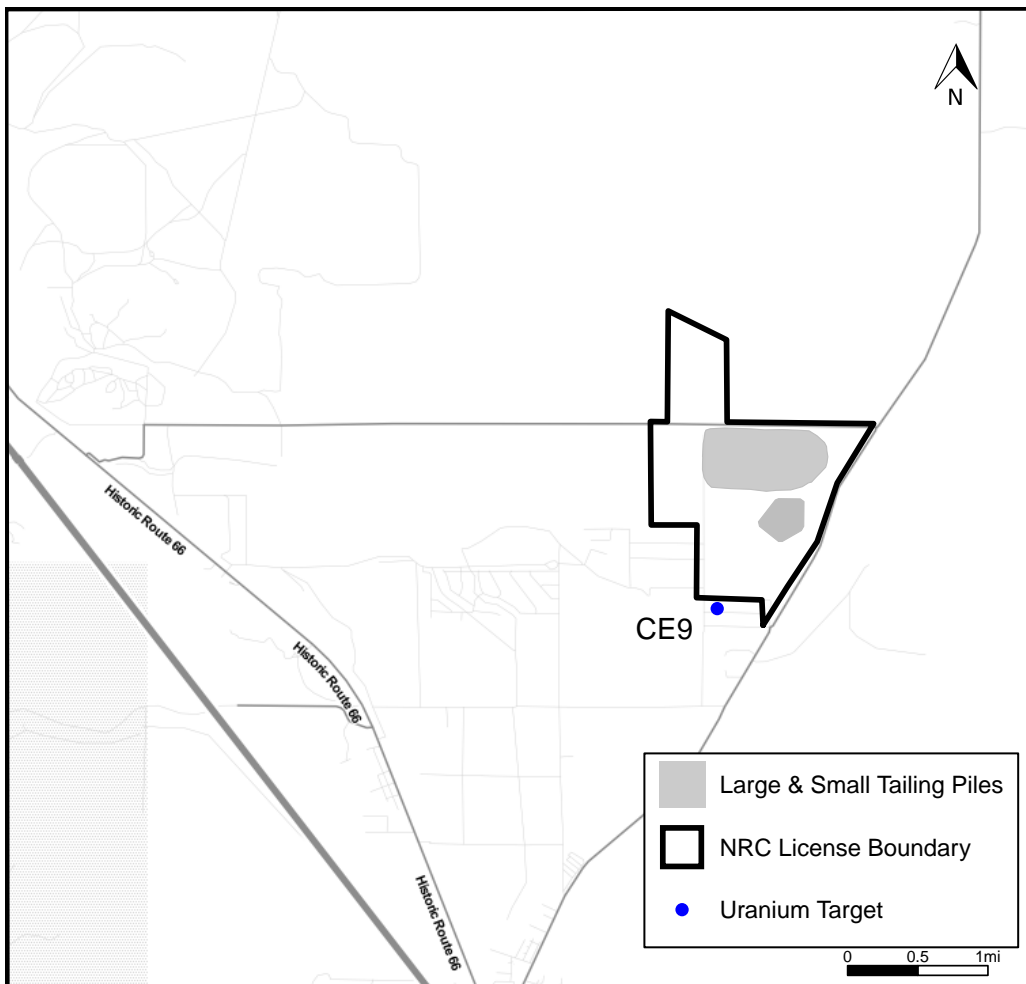 N
Historic Route 66
CE9
Historic Route 66
Historic Route 66
Large & Small Tailing Piles
NRC License Boundary
Uranium Target
0 0.5 1mi